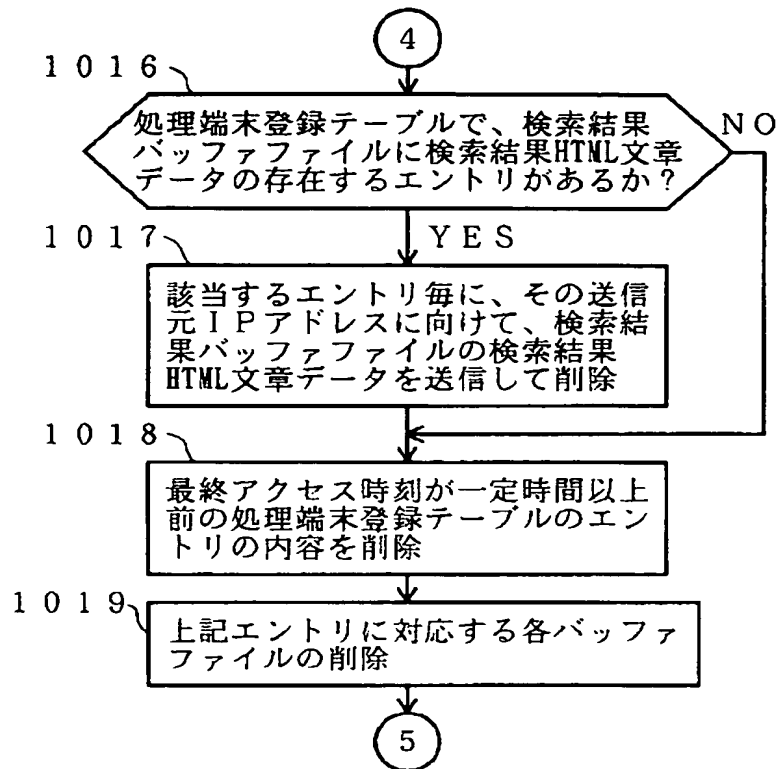 4
1016
処理端末登録テーブルで、検索結果
バッファファイルに検索結果HTML文章
データの存在するエントリがあるか？
NO
YES
1017
該当するエントリ毎に、その送信
元ＩＰアドレスに向けて、検索結
果バッファファイルの検索結果
HTML文章データを送信して削除
1018
最終アクセス時刻が一定時間以上
前の処理端末登録テーブルのエン
トリの内容を削除
1019
上記エントリに対応する各バッファ
ファイルの削除
5